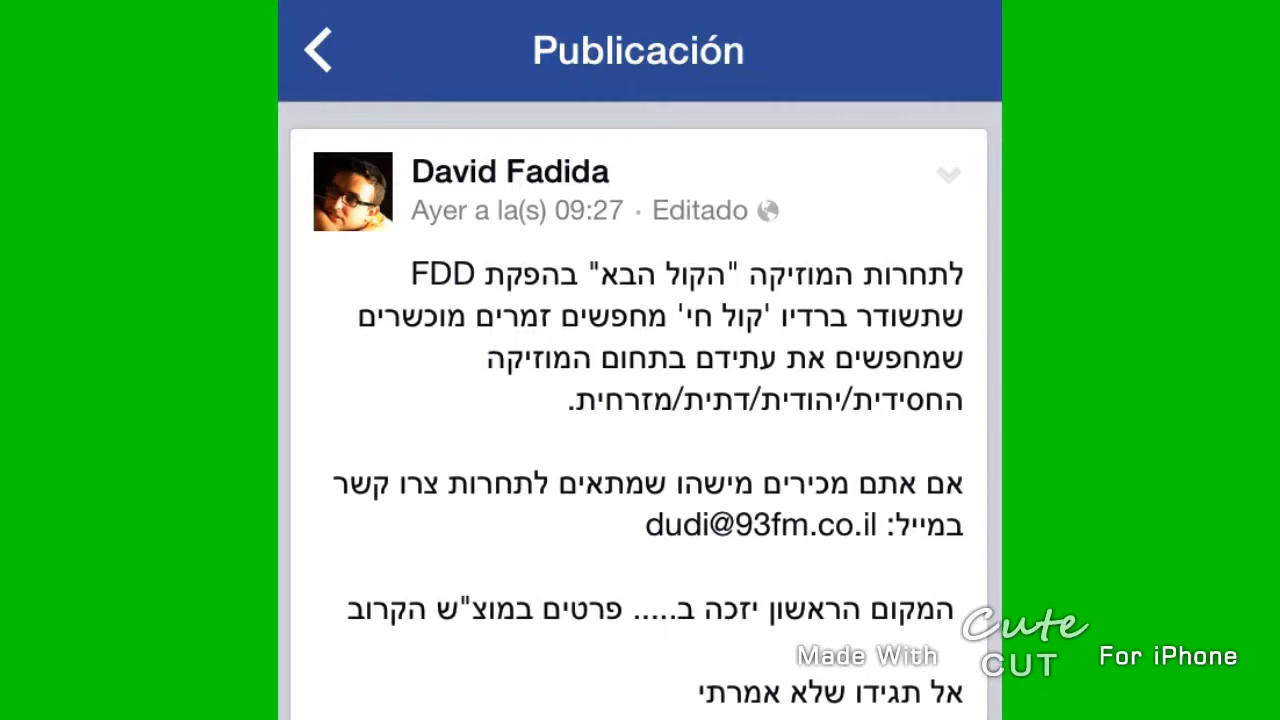 Publicación
David Fadida
Ayer a la(s) 09:27 · Editado
לתחרות המוזיקה "הקול הבא" בהפקת FDD
שתשודר ברדיו 'קול חי' מחפשים זמרים מוכשרים
שמחפשים את עתידם בתחום המוזיקה
החסידית/יהודית/דתית/מזרחית.
אם אתם מכירים מישהו שמתאים לתחרות צרו קשר
במייל: dudi@93fm.co.il
המקום הראשון יזכה ב..... פרטים במוצ"ש הקרוב
אל תגידו שלא אמרתי
Made With Cute CUT For iPhone